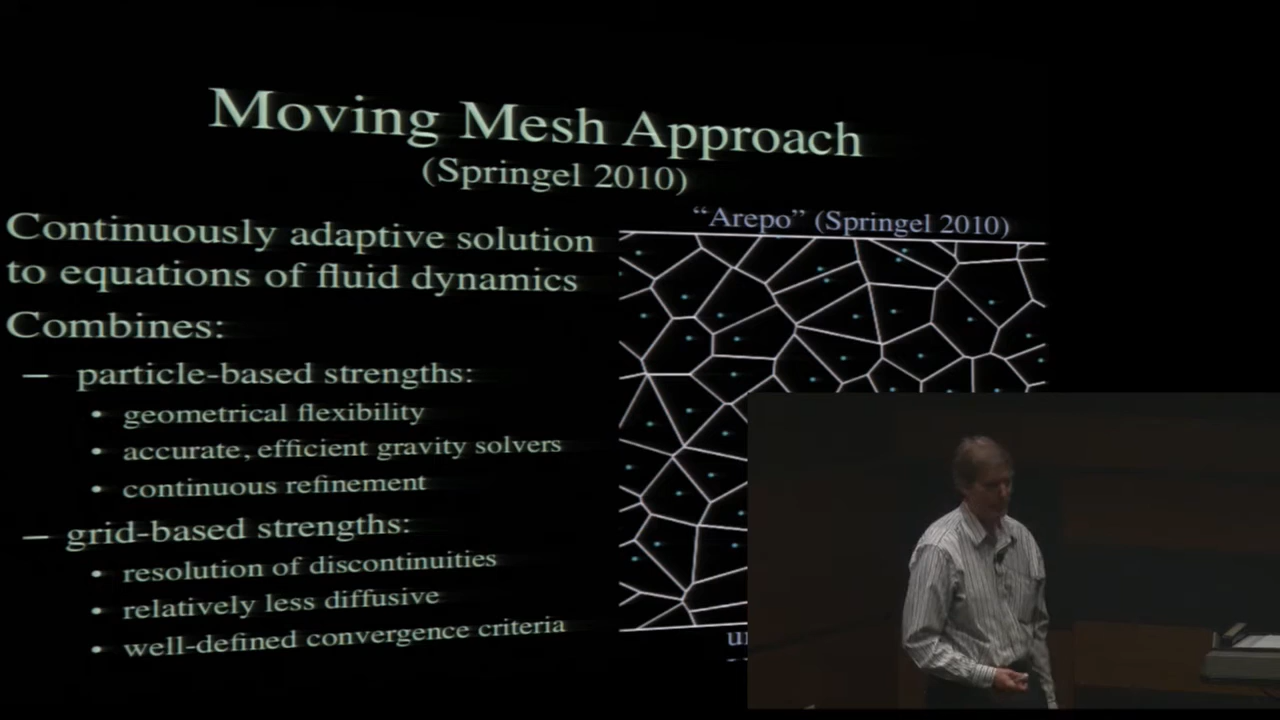 Moving Mesh Approach
(Springel 2010)
Continuously adaptive solution
to equations of fluid dynamics
Combines:
– particle-based strengths:
• geometrical flexibility
• accurate, efficient gravity solvers
• continuous refinement
– grid-based strengths:
• resolution of discontinuities
• relatively less diffusive
• well-defined convergence criteria
“Arepo” (Springel 2010)